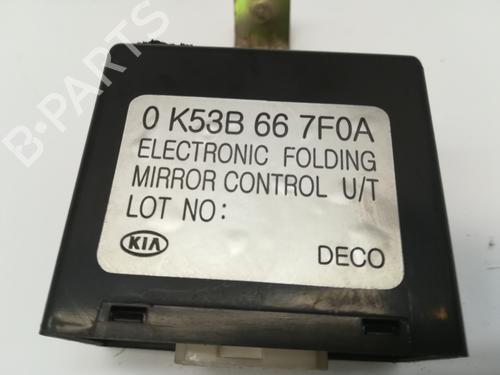 0 K53B 66 7F0A
ELECTRONIC FOLDING
MIRROR CONTROL U/T
LOT NO:
KIA
DECO
B-PARTS